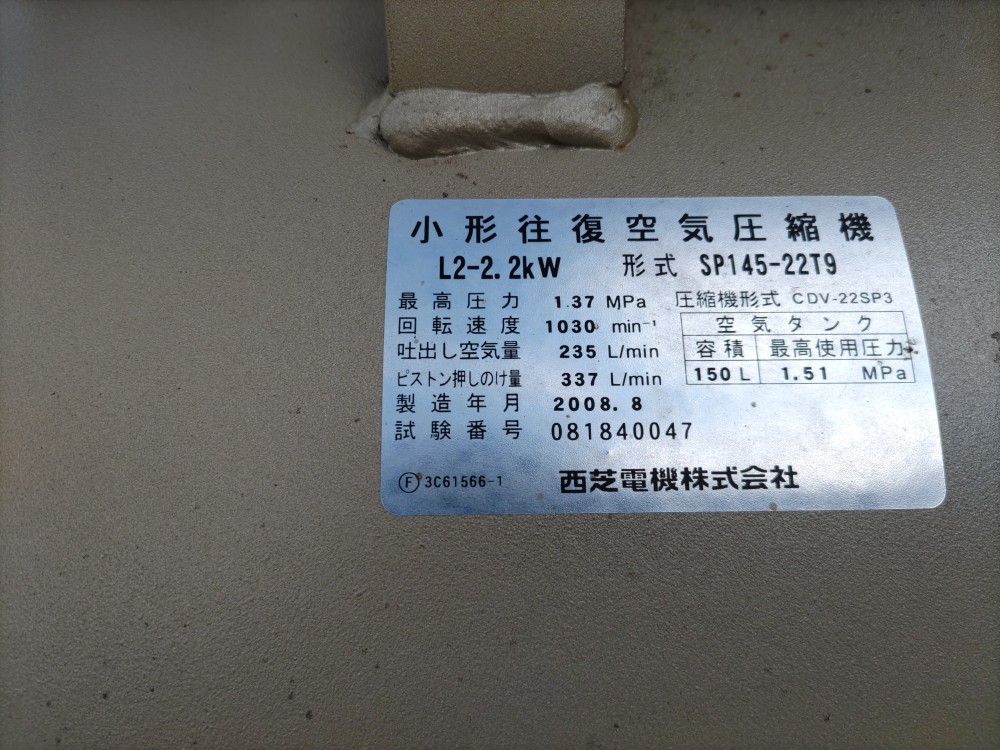 小形往復空気圧縮機
L2-2.2kW 形式 SP145-22T9
最高圧力 1.37 MPa 圧縮機形式 CDV-22SP3
回転速度 1030 min⁻¹ 空気タンク
吐出し空気量 235 L/min 容積 最高使用圧力
ピストン押しのけ量 337 L/min 150 L 1.51 MPa
製造年月 2008.8
試験番号 081840047
Ⓕ 3C61566-1 西芝電機株式会社